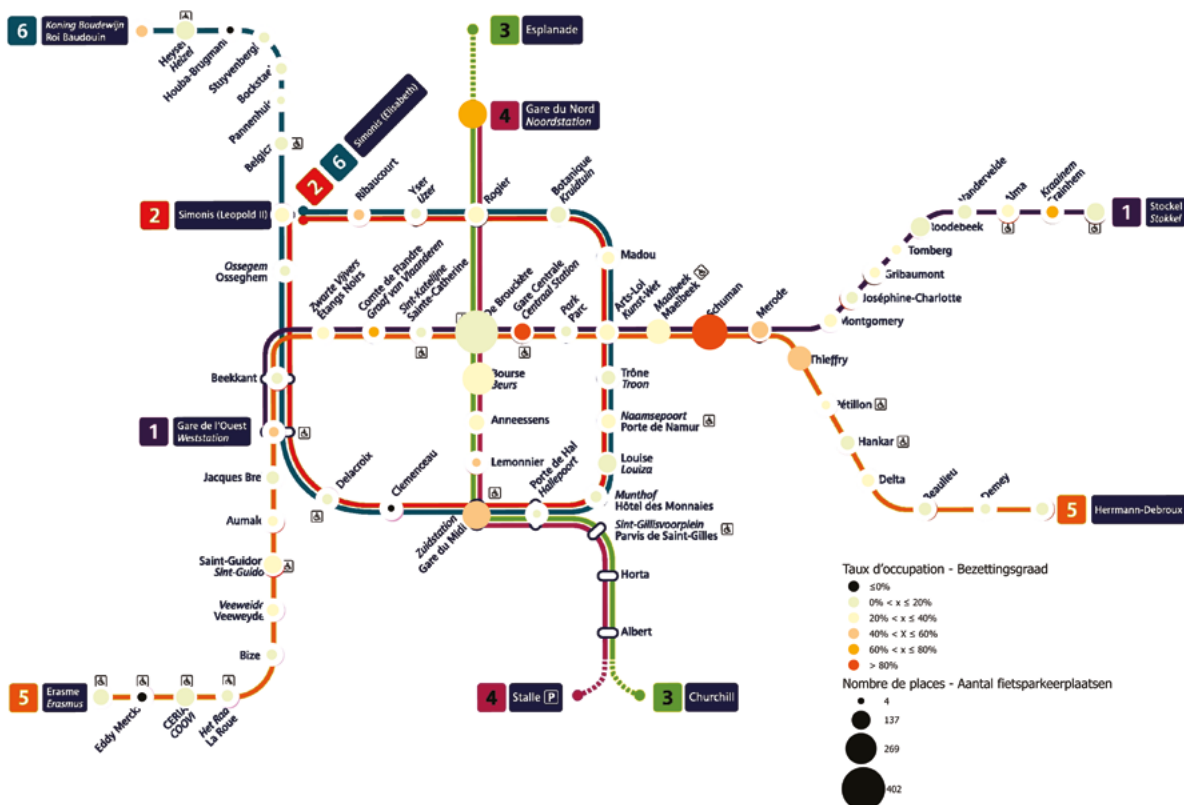 6
Koning Boudewijn
Roi Baudouin
Heysel
Heizel
Houba-Brugmann
Stuyvenbergh
Bockstael
Pannenhuis
Belgica
3
Esplanade
4
Gare du Nord
Noordstation
2
6
Simonis (Elisabeth)
2
Simonis (Leopold II)
Ribaucourt
Yser
IJzer
Rogier
Botanique
Kruidtuin
Madou
Ossegem
Osseghem
Zwarte Vijvers
Etangs Noirs
Comte de Flandre
Graaf van Vlaanderen
Sint-Katelijne
Sainte-Catherine
De Brouckère
Gare Centrale
Centraal Station
Park
Parc
Arts-Loi
Kunst-Wet
Maalbeek
Maelbeek
Schuman
Merode
Montgomery
Joséphine-Charlotte
Gribaumont
Tomberg
Roodebeek
Vandervelde
Alma
Kraainem
Crainhem
1
Stockel
Stokkel
Beekkant
Bourse
Beurs
Trône
Troon
Thieffry
1
Gare de l'Ouest
Weststation
Anneessens
Naamsepoort
Porte de Namur
Pétillon
Lemonnier
Louise
Louiza
Hankar
Jacques Bre
Delacroix
Clemenceau
Porte de Hal
Hallepoort
Munthof
Hôtel des Monnaies
Delta
Beaulieu
Demey
5
Herrmann-Debroux
Aumale
Zuidstation
Gare du Midi
Sint-Gillisvoorplein
Parvis de Saint-Gilles
Saint-Guidon
Sint-Guido
Horta
Veeweide
Veeweyde
Albert
Bize
5
Erasme
Erasmus
Eddy Merckx
CERIA
COOVI
Het Rad
La Roue
4
Stalle P
3
Churchill
Taux d'occupation - Bezettingsgraad
≤0%
0% < x ≤ 20%
20% < x ≤ 40%
40% < X ≤ 60%
60% < x ≤ 80%
> 80%
Nombre de places - Aantal fietsparkeerplaatsen
4
137
269
402